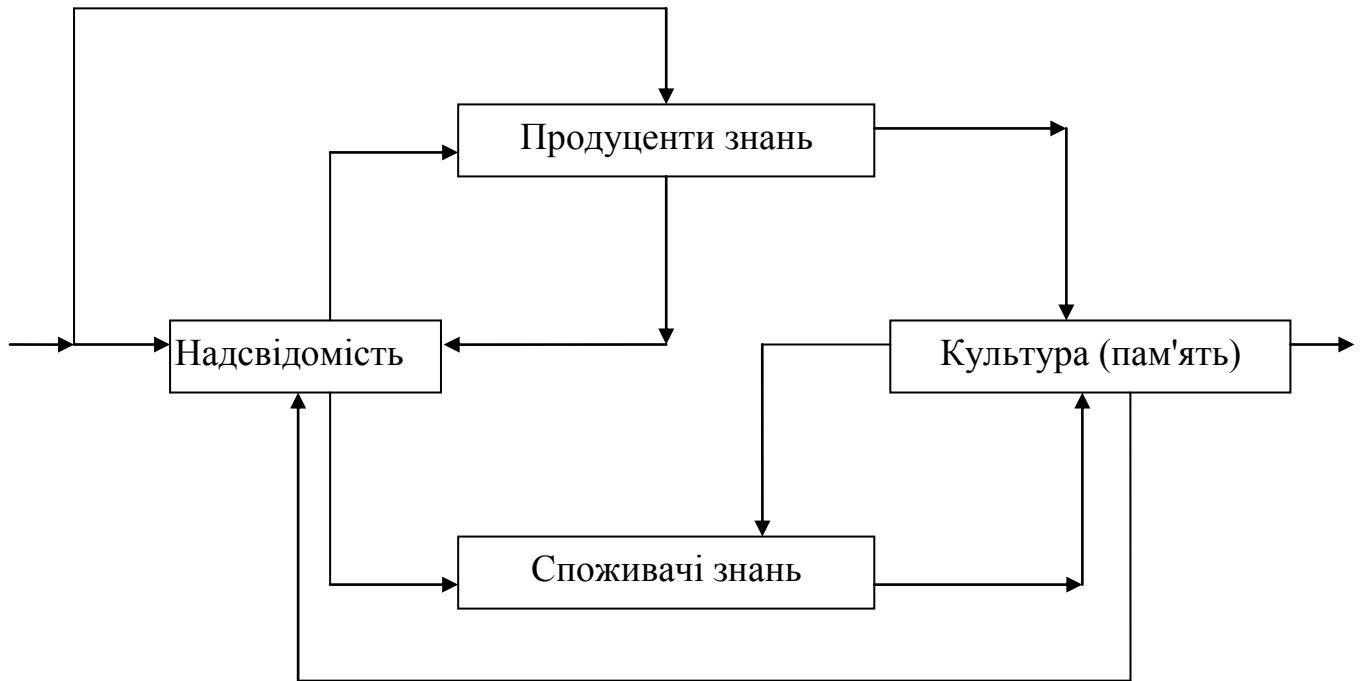 Продуценти знань
Надсвідомість
Культура (пам'ять)
Споживачі знань